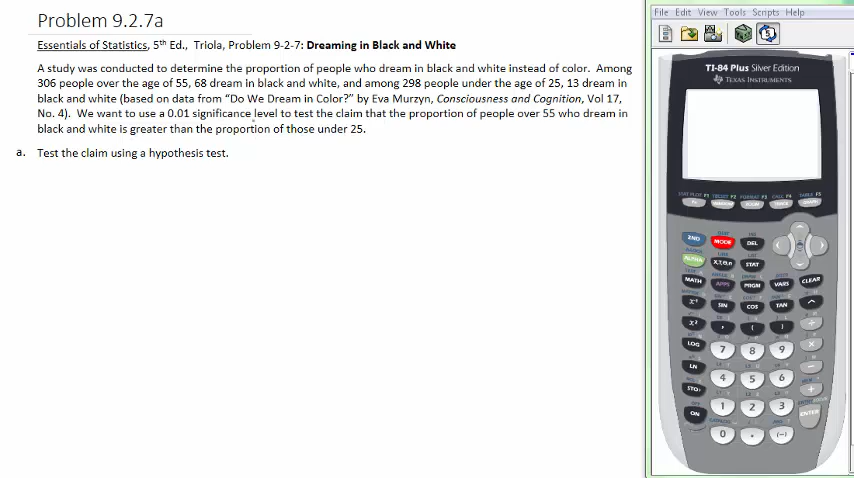 Problem 9.2.7a
Essentials of Statistics, 5th Ed., Triola, Problem 9-2-7: Dreaming in Black and White
A study was conducted to determine the proportion of people who dream in black and white instead of color. Among
306 people over the age of 55, 68 dream in black and white, and among 298 people under the age of 25, 13 dream in
black and white (based on data from “Do We Dream in Color?” by Eva Murzyn, Consciousness and Cognition, Vol 17,
No. 4). We want to use a 0.01 significance level to test the claim that the proportion of people over 55 who dream in
black and white is greater than the proportion of those under 25.
a. Test the claim using a hypothesis test.
File Edit View Tools Scripts Help
TI-84 Plus Silver Edition
TEXAS INSTRUMENTS
STAT PLOT F1
TABLE F5
2ND MODE DEL
ALPHA X,T,θ,n STAT
MATH APPS PRGM VARS CLEAR
SIN COS TAN ^
x² , ( ) ÷
LOG 7 8 9 ×
LN 4 5 6 −
STO 1 2 3 +
ON 0 . (−) ENTER